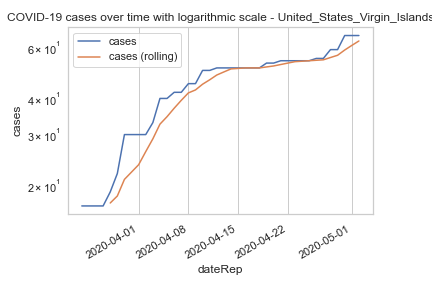 COVID-19 cases over time with logarithmic scale - United_States_Virgin_Islands
cases
cases (rolling)
6 × 10¹
4 × 10¹
3 × 10¹
2 × 10¹
cases
2020-04-01
2020-04-08
2020-04-15
2020-04-22
2020-05-01
dateRep